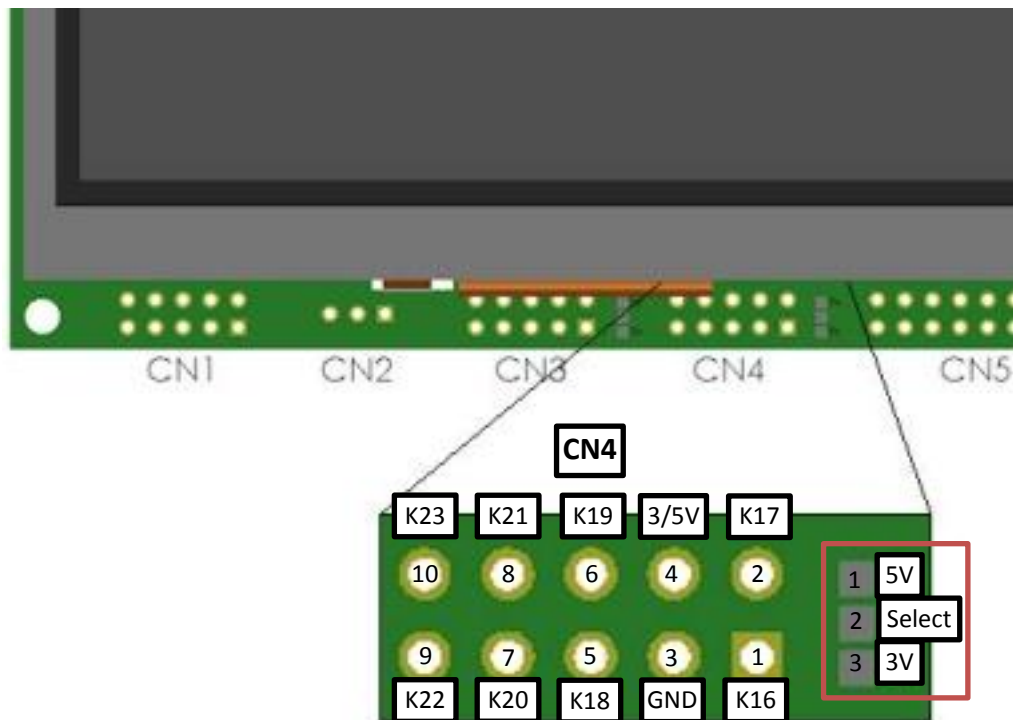 CN1 CN2 CN3 CN4 CN5
CN4
K23 K21 K19 3/5V K17
10 8 6 4 2
1 5V
2 Select
3 3V
9 7 5 3 1
K22 K20 K18 GND K16